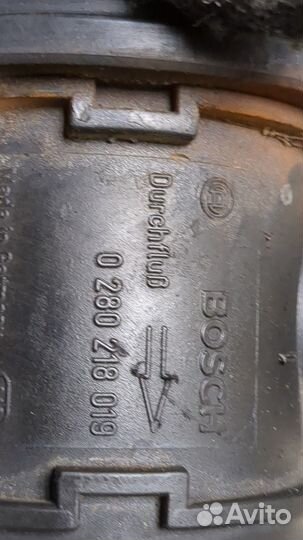 BOSCH
Durchfluß
0 280 218 019
Made in Germany
Avito